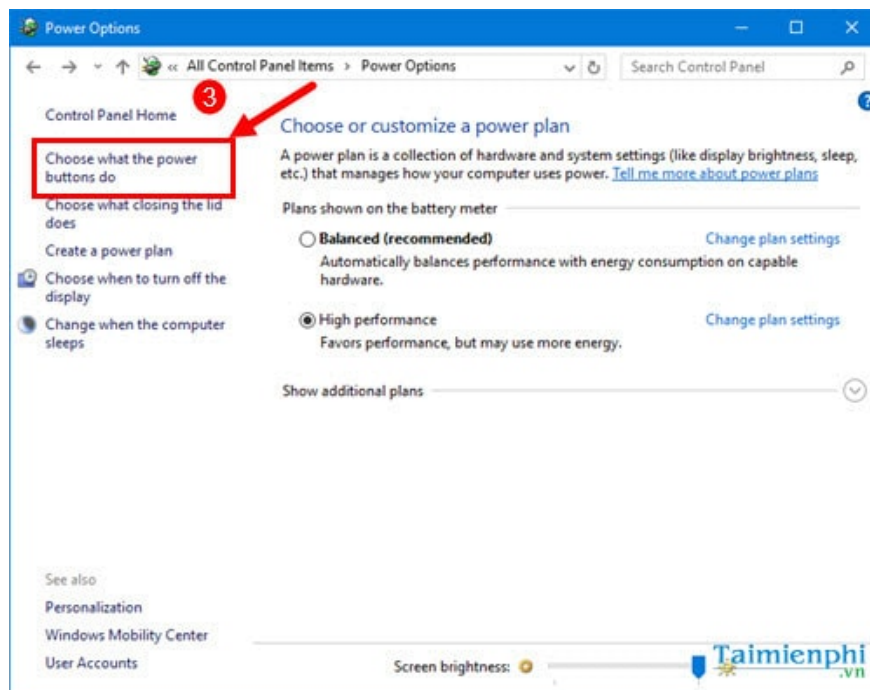 Power Options
« All Control Panel Items > Power Options
Search Control Panel
3
?
Control Panel Home
Choose what the power
buttons do
Choose what closing the lid
does
Create a power plan
Choose when to turn off the
display
Change when the computer
sleeps
Choose or customize a power plan
A power plan is a collection of hardware and system settings (like display brightness, sleep,
etc.) that manages how your computer uses power. Tell me more about power plans
Plans shown on the battery meter
Balanced (recommended) Change plan settings
Automatically balances performance with energy consumption on capable
hardware.
High performance Change plan settings
Favors performance, but may use more energy.
Show additional plans
See also
Personalization
Windows Mobility Center
User Accounts
Screen brightness:
Taimienphi
.vn